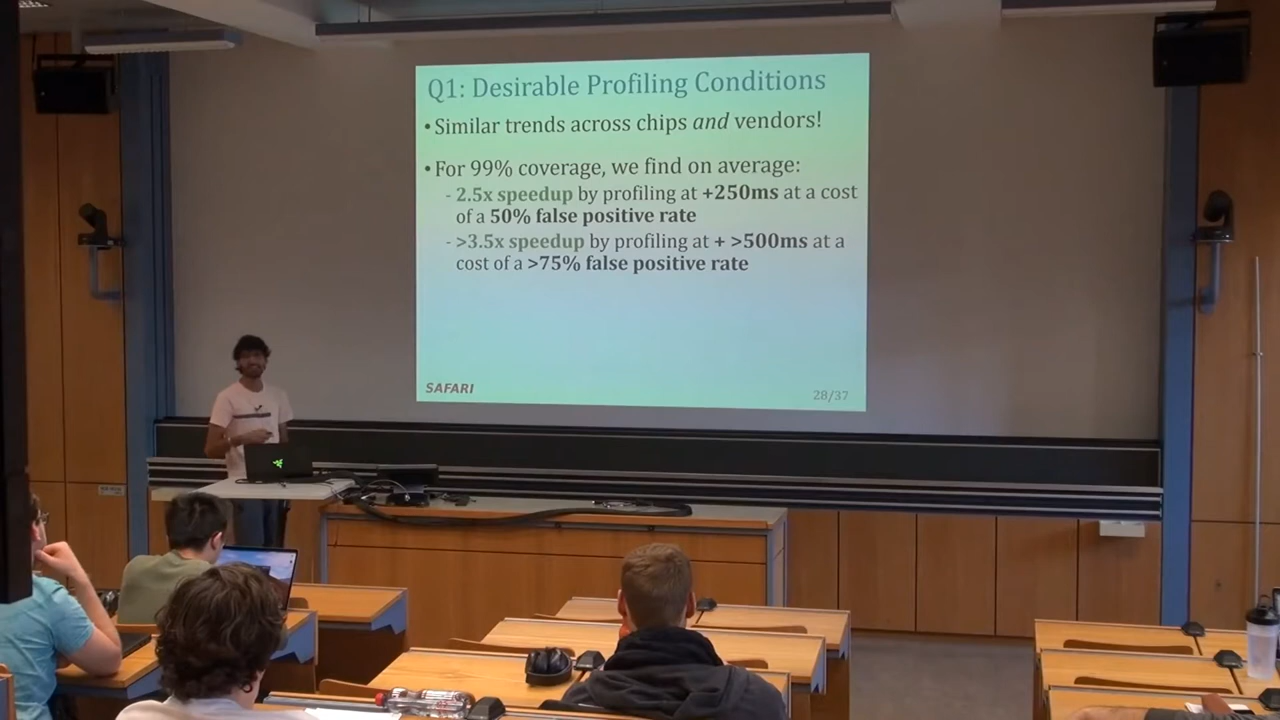 Q1: Desirable Profiling Conditions
• Similar trends across chips and vendors!
• For 99% coverage, we find on average:
- 2.5x speedup by profiling at +250ms at a cost
of a 50% false positive rate
- >3.5x speedup by profiling at + >500ms at a
cost of a >75% false positive rate
SAFARI
28/37